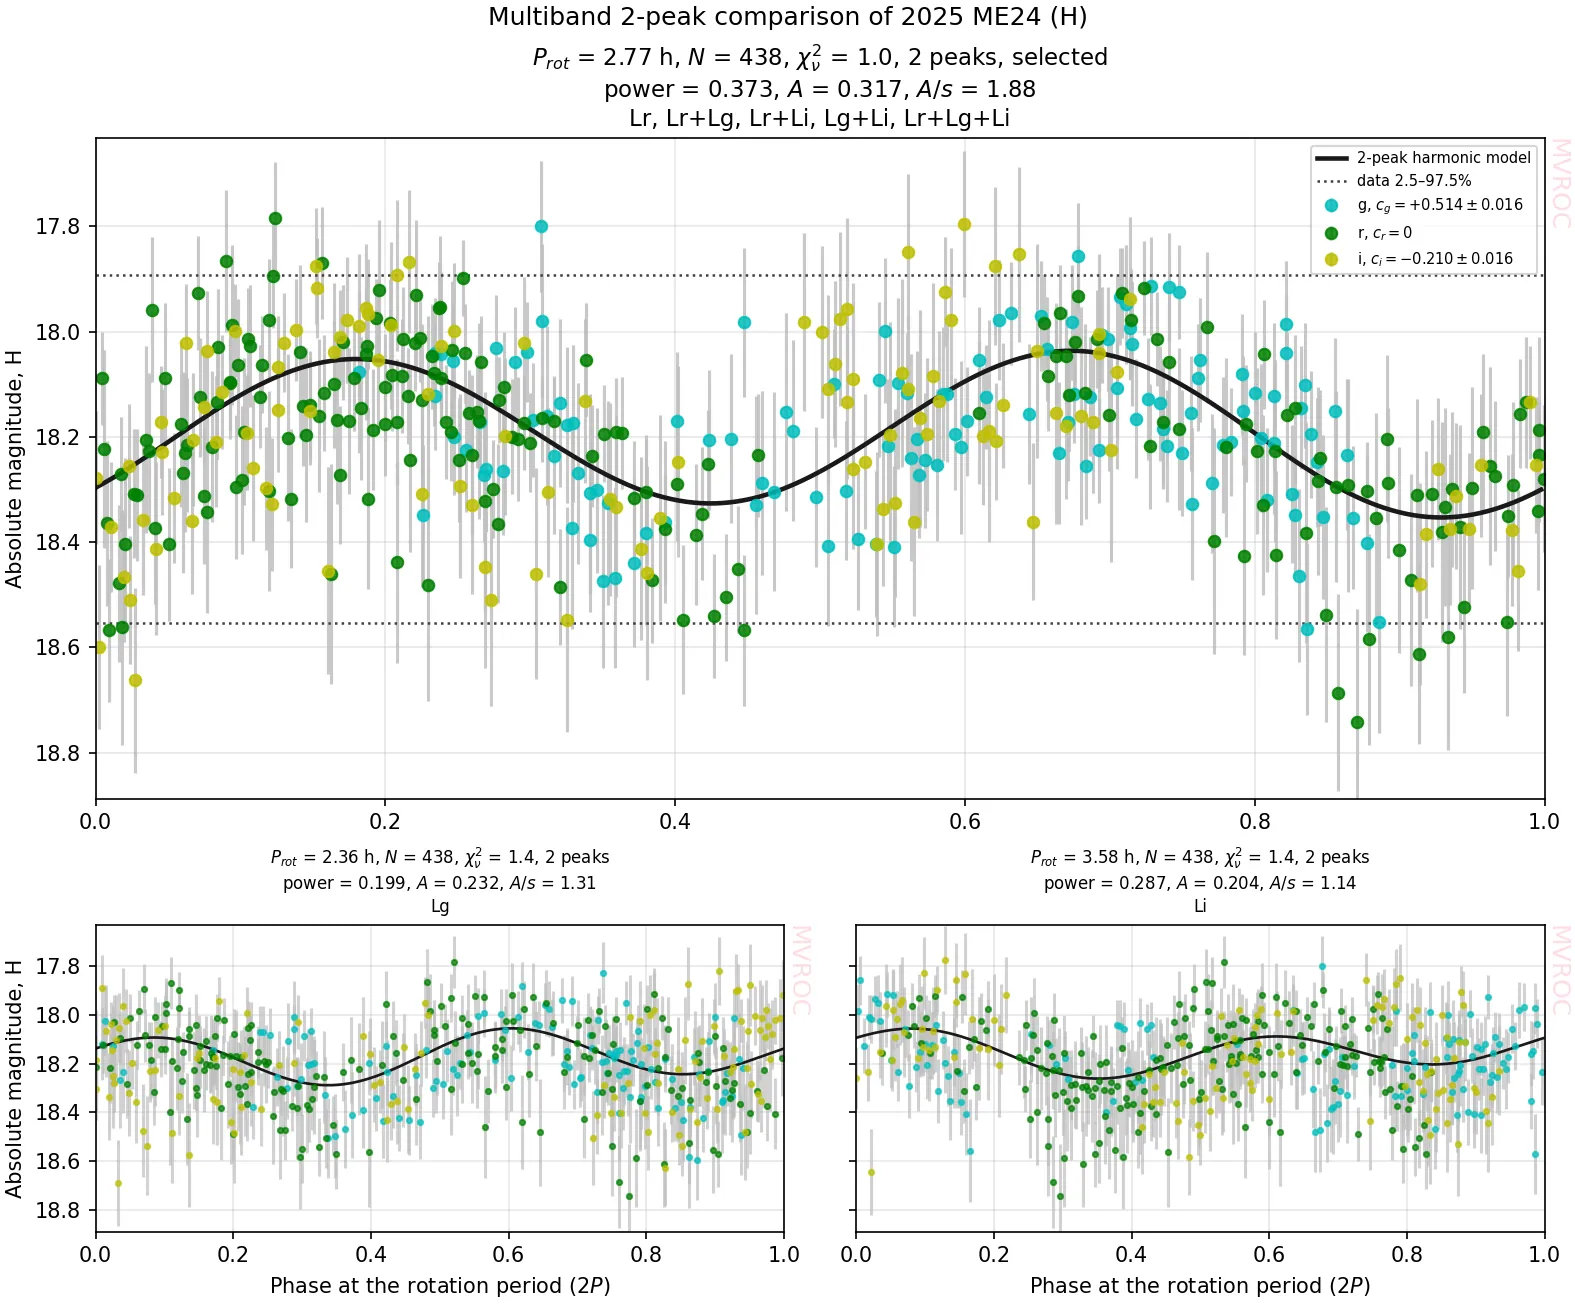 Multiband 2-peak comparison of 2025 ME24 (H)
P_rot = 2.77 h, N = 438, χ²_ν = 1.0, 2 peaks, selected
power = 0.373, A = 0.317, A/s = 1.88
Lr, Lr+Lg, Lr+Li, Lg+Li, Lr+Lg+Li
MVROC
2-peak harmonic model
data 2.5–97.5%
g, c_g = +0.514 ± 0.016
r, c_r = 0
i, c_i = −0.210 ± 0.016
Absolute magnitude, H
17.8
18.0
18.2
18.4
18.6
18.8
0.0 0.2 0.4 0.6 0.8 1.0
P_rot = 2.36 h, N = 438, χ²_ν = 1.4, 2 peaks
power = 0.199, A = 0.232, A/s = 1.31
Lg
MVROC
Absolute magnitude, H
17.8
18.0
18.2
18.4
18.6
18.8
0.0 0.2 0.4 0.6 0.8 1.0
Phase at the rotation period (2P)
P_rot = 3.58 h, N = 438, χ²_ν = 1.4, 2 peaks
power = 0.287, A = 0.204, A/s = 1.14
Li
MVROC
0.0 0.2 0.4 0.6 0.8 1.0
Phase at the rotation period (2P)